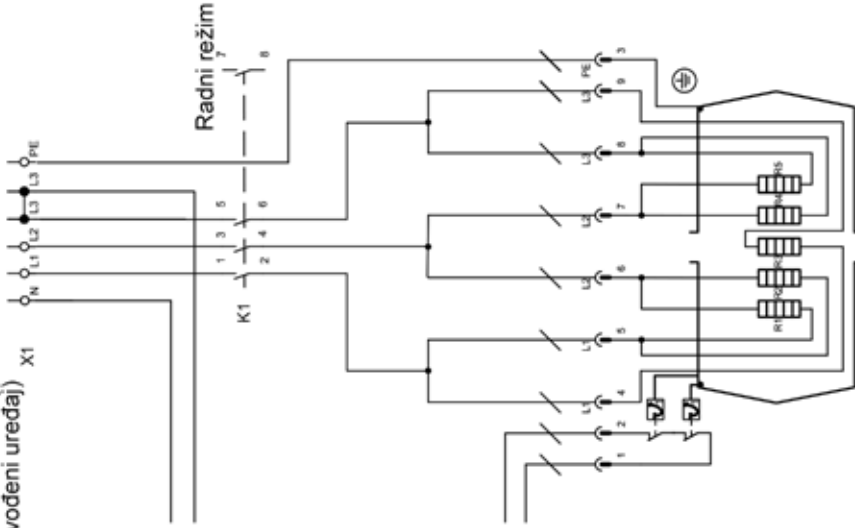 vođeni uređaj)
X1 N L1 L2 L3 L3 PE
Radni režim
1 3 5 7
K1
2 4 6 8
L1 L1 L2 L2 L3 L3 PE
1 2 4 5 6 7 8 9 3
R1 R2 R3 R4 R5